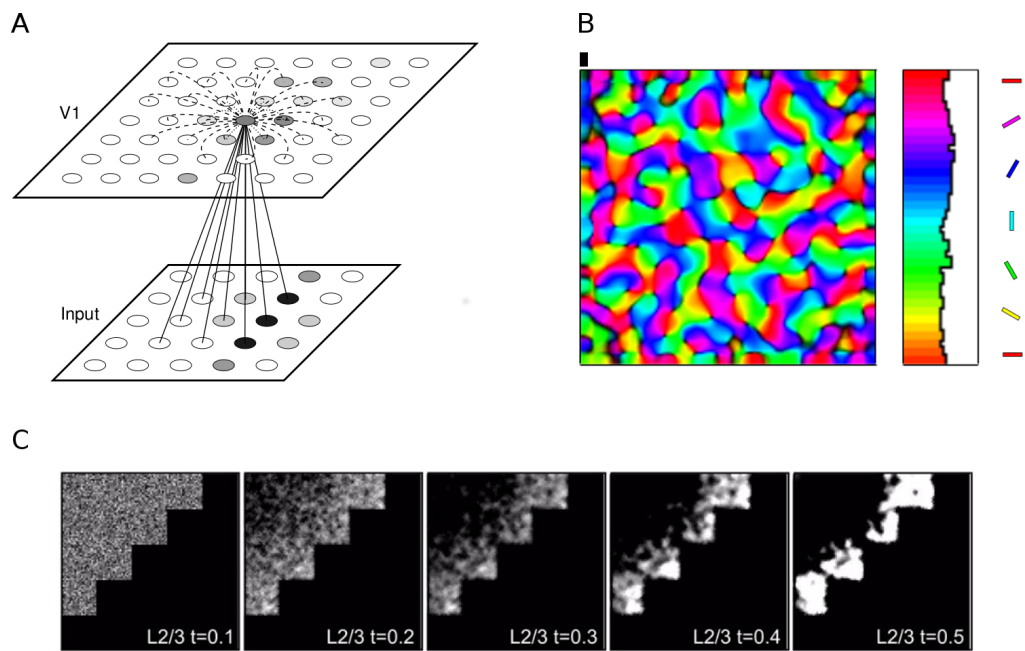 A
B
V1
Input
C
L2/3 t=0.1
L2/3 t=0.2
L2/3 t=0.3
L2/3 t=0.4
L2/3 t=0.5